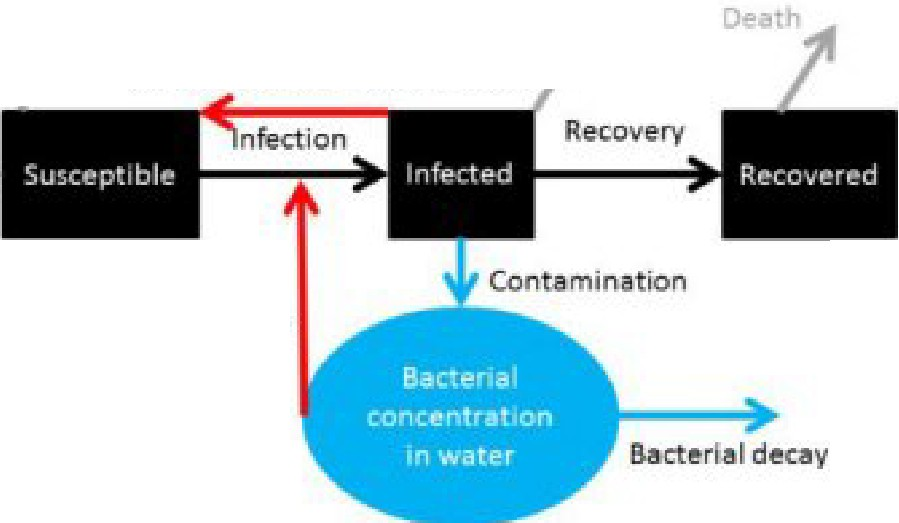 Death
Infection
Recovery
Susceptible
Infected
Recovered
Contamination
Bacterial
concentration
in water
Bacterial decay